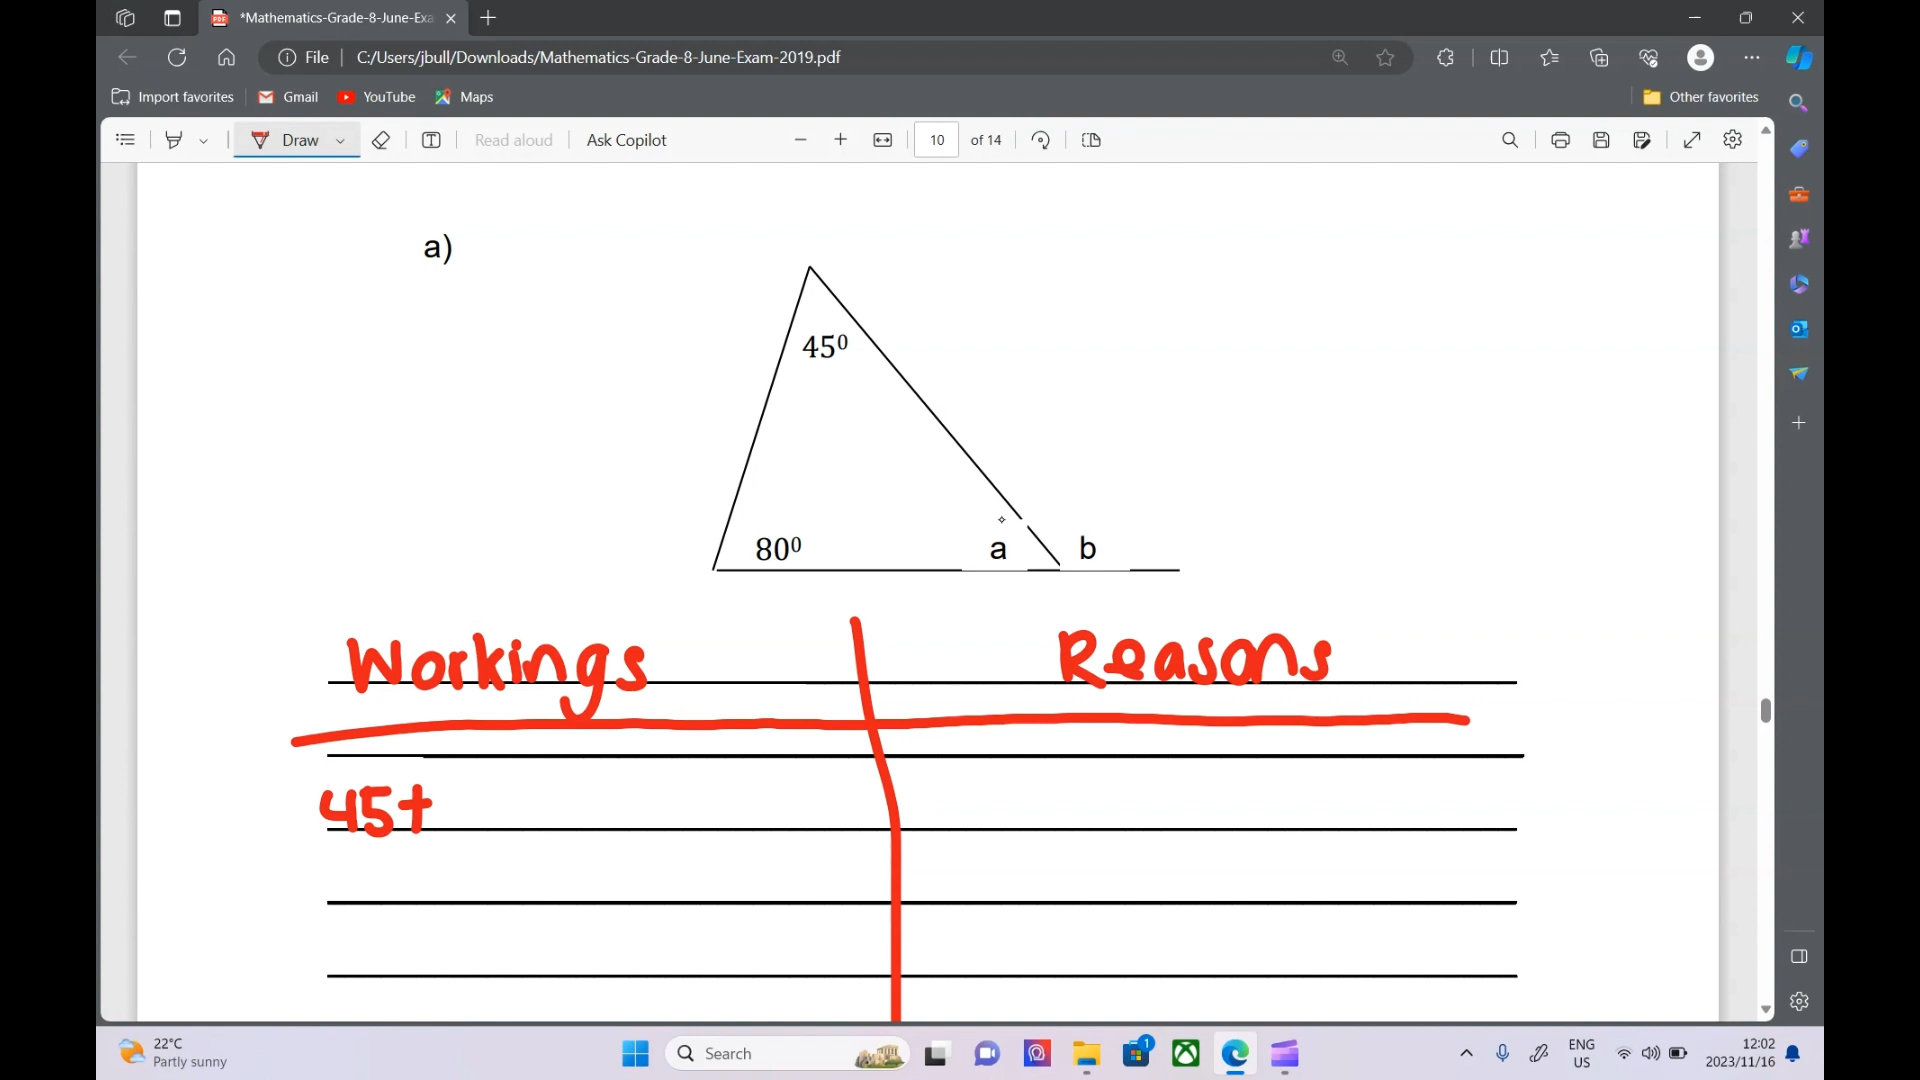 *Mathematics-Grade-8-June-Exa
File
C:/Users/jbull/Downloads/Mathematics-Grade-8-June-Exam-2019.pdf
Import favorites
Gmail
YouTube
Maps
Other favorites
Draw
Read aloud
Ask Copilot
10
of 14
a)
45⁰
80⁰
a
b
Workings
Reasons
45+
22°C
Partly sunny
Search
1
ENG
US
12:02
2023/11/16